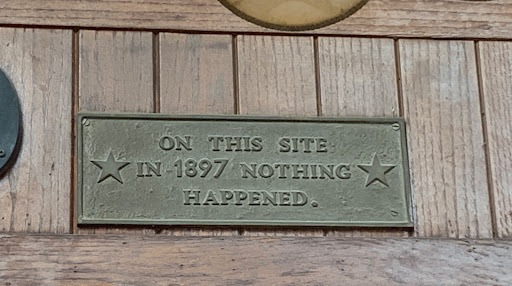 ON THIS SITE
IN 1897 NOTHING
HAPPENED.